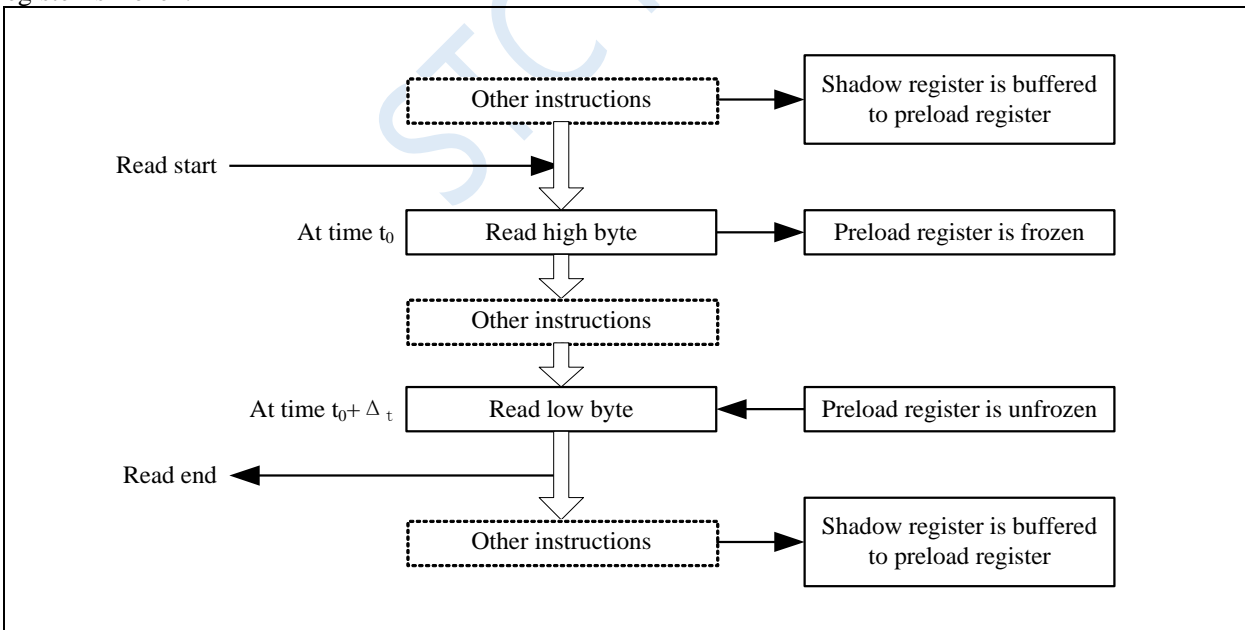 Other instructions
Shadow register is buffered
to preload register
Read start
At time t0
Read high byte
Preload register is frozen
Other instructions
At time t0+Δt
Read low byte
Preload register is unfrozen
Read end
Other instructions
Shadow register is buffered
to preload register
STC